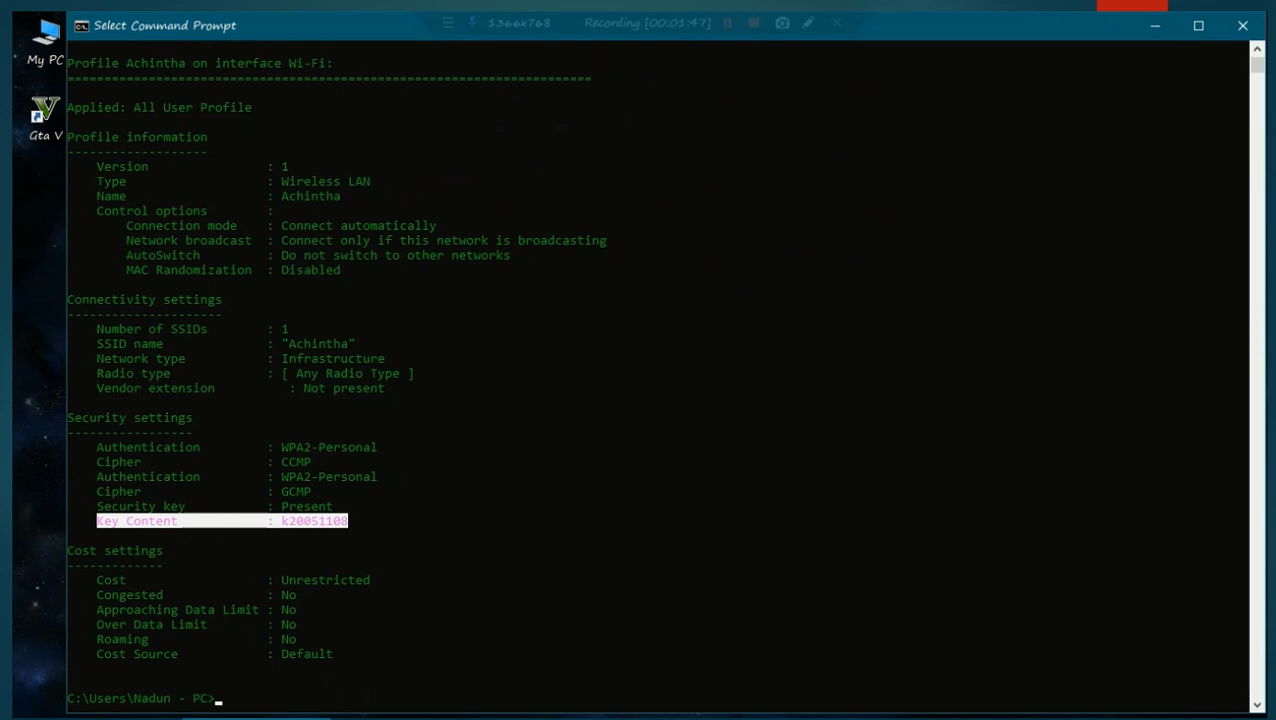 Select Command Prompt
1366x768 Recording [00:01:47]
My PC
Gta V
Profile Achintha on interface Wi-Fi:
=======================================================================
Applied: All User Profile
Profile information
-------------------
Version : 1
Type : Wireless LAN
Name : Achintha
Control options :
Connection mode : Connect automatically
Network broadcast : Connect only if this network is broadcasting
AutoSwitch : Do not switch to other networks
MAC Randomization : Disabled
Connectivity settings
---------------------
Number of SSIDs : 1
SSID name : "Achintha"
Network type : Infrastructure
Radio type : [ Any Radio Type ]
Vendor extension : Not present
Security settings
-----------------
Authentication : WPA2-Personal
Cipher : CCMP
Authentication : WPA2-Personal
Cipher : GCMP
Security key : Present
Key Content : k20051108
Cost settings
-------------
Cost : Unrestricted
Congested : No
Approaching Data Limit : No
Over Data Limit : No
Roaming : No
Cost Source : Default
C:\Users\Nadun - PC>